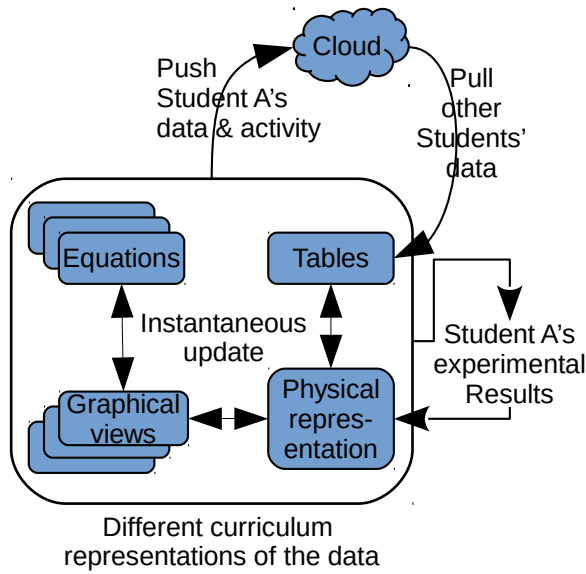 Cloud
Push
Student A's
data & activity
Pull
other
Students'
data
Equations
Tables
Instantaneous
update
Student A's
experimental
Results
Graphical
views
Physical
repres-
entation
Different curriculum
representations of the data